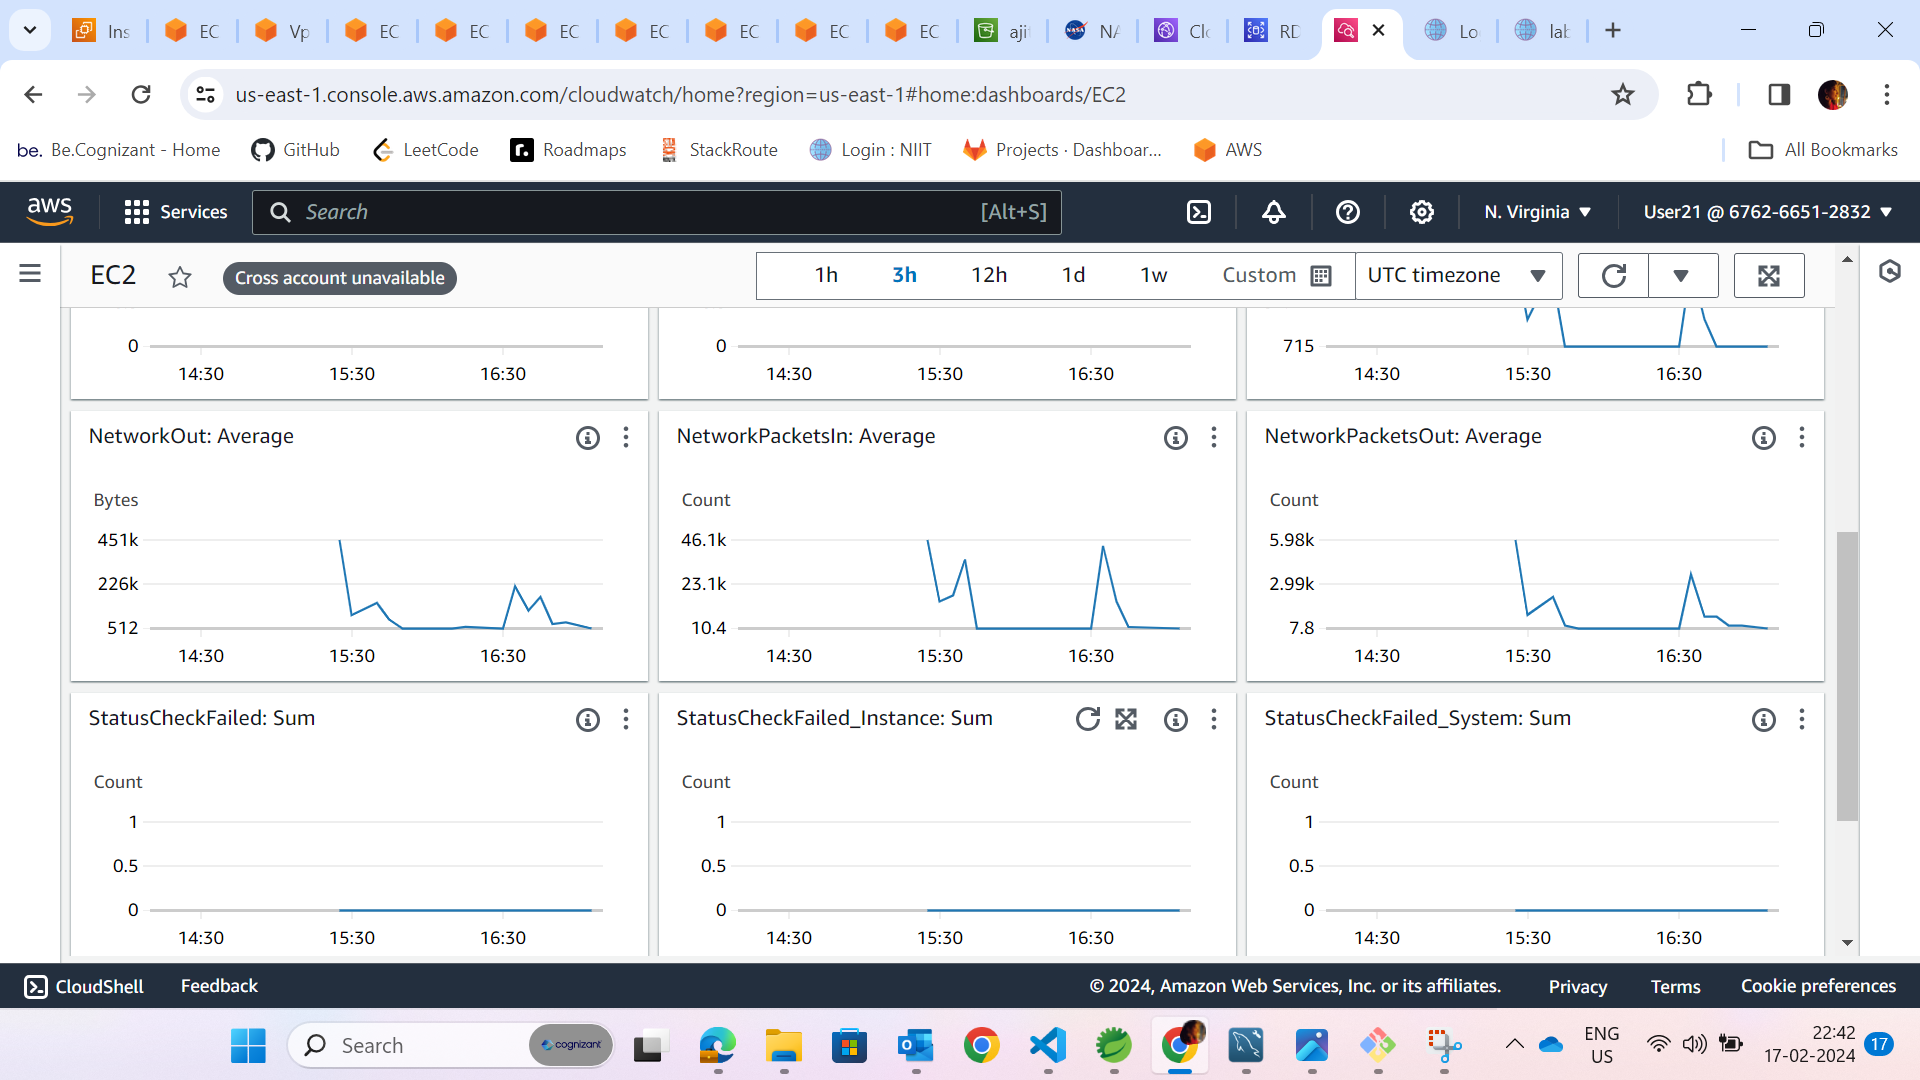 Ins
EC
Vp
EC
EC
EC
EC
EC
EC
EC
aji
NA
Clo
RD
Lo
lab
us-east-1.console.aws.amazon.com/cloudwatch/home?region=us-east-1#home:dashboards/EC2
be. Be.Cognizant - Home
GitHub
LeetCode
Roadmaps
StackRoute
Login : NIIT
Projects · Dashboar...
AWS
All Bookmarks
aws
Services
Search
[Alt+S]
N. Virginia
User21 @ 6762-6651-2832
EC2
Cross account unavailable
1h
3h
12h
1d
1w
Custom
UTC timezone
0
14:30 15:30 16:30
0
14:30 15:30 16:30
715
14:30 15:30 16:30
NetworkOut: Average
Bytes
451k
226k
512
14:30 15:30 16:30
NetworkPacketsIn: Average
Count
46.1k
23.1k
10.4
14:30 15:30 16:30
NetworkPacketsOut: Average
Count
5.98k
2.99k
7.8
14:30 15:30 16:30
StatusCheckFailed: Sum
Count
1
0.5
0
14:30 15:30 16:30
StatusCheckFailed_Instance: Sum
Count
1
0.5
0
14:30 15:30 16:30
StatusCheckFailed_System: Sum
Count
1
0.5
0
14:30 15:30 16:30
CloudShell
Feedback
© 2024, Amazon Web Services, Inc. or its affiliates.
Privacy
Terms
Cookie preferences
Search
cognizant
ENG
US
22:42
17-02-2024
17